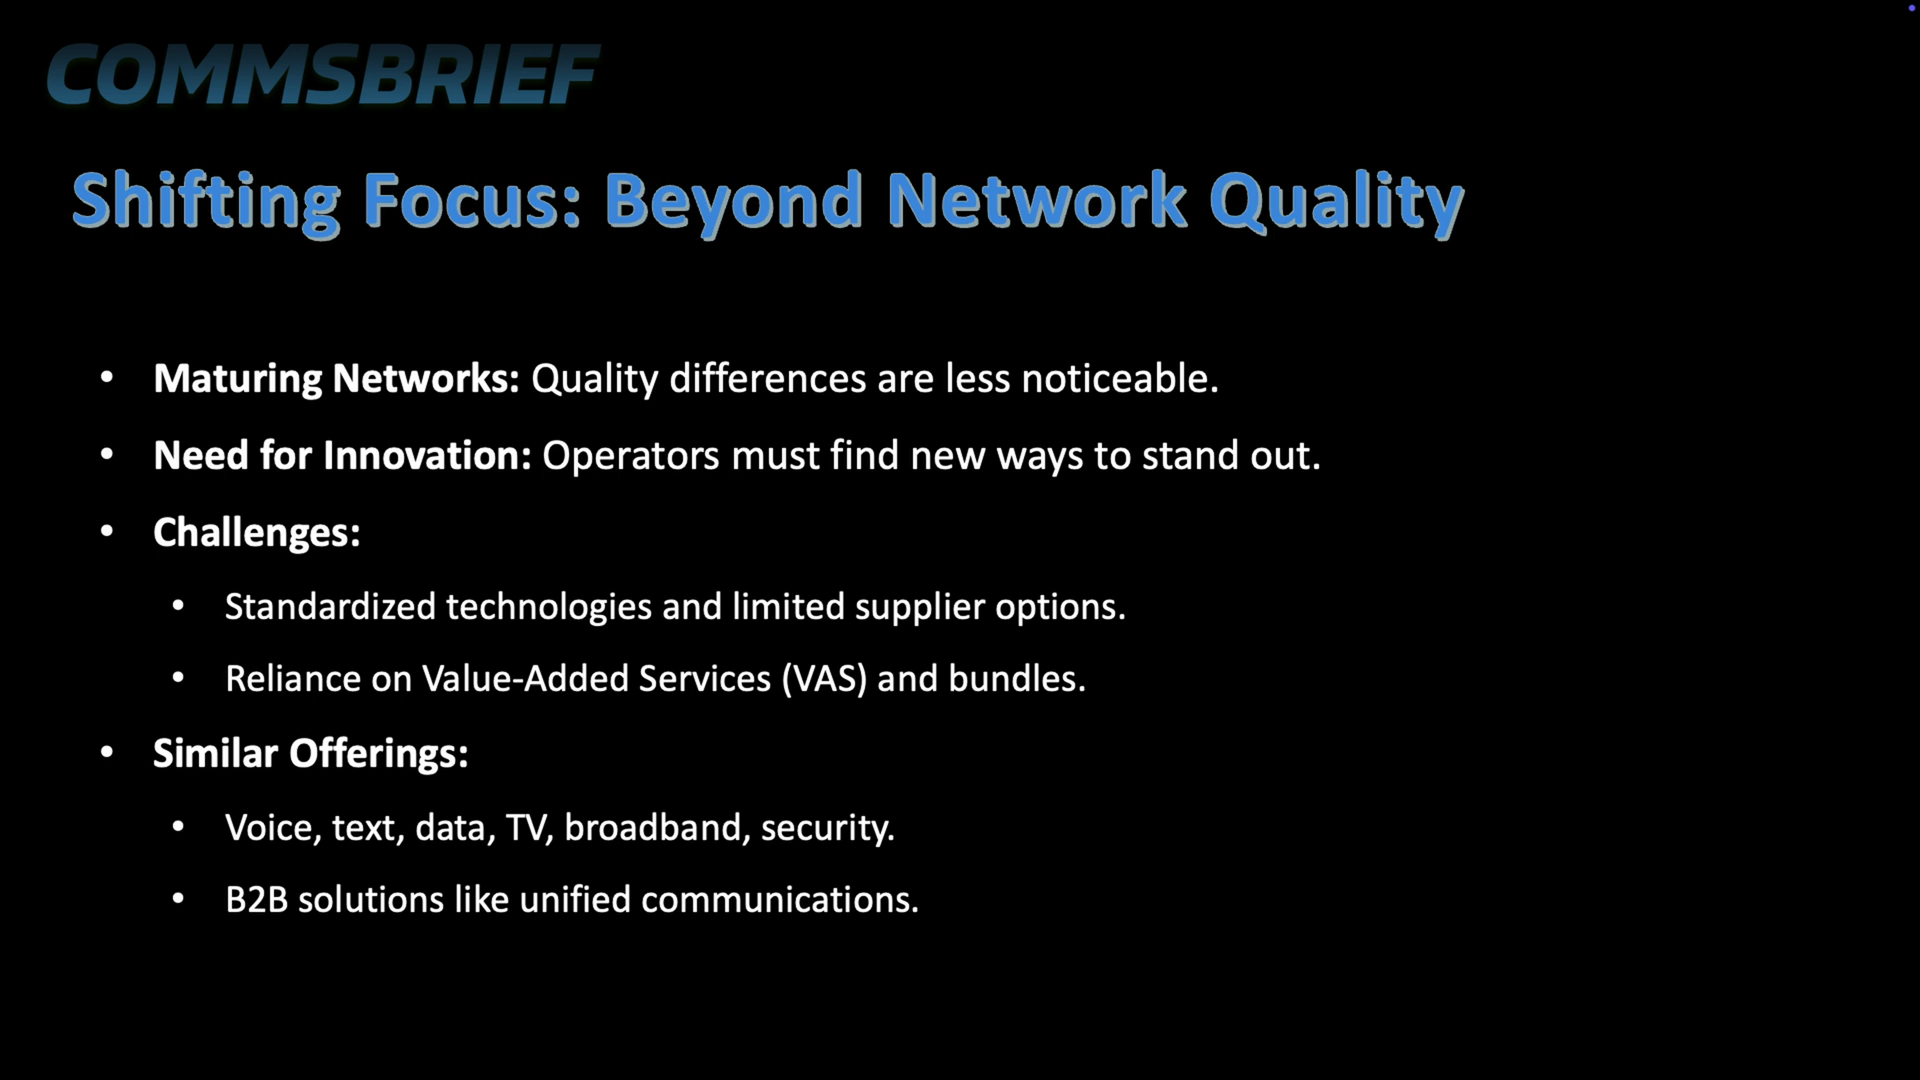 COMMSBRIEF
Shifting Focus: Beyond Network Quality
• Maturing Networks: Quality differences are less noticeable.
• Need for Innovation: Operators must find new ways to stand out.
• Challenges:
• Standardized technologies and limited supplier options.
• Reliance on Value-Added Services (VAS) and bundles.
• Similar Offerings:
• Voice, text, data, TV, broadband, security.
• B2B solutions like unified communications.